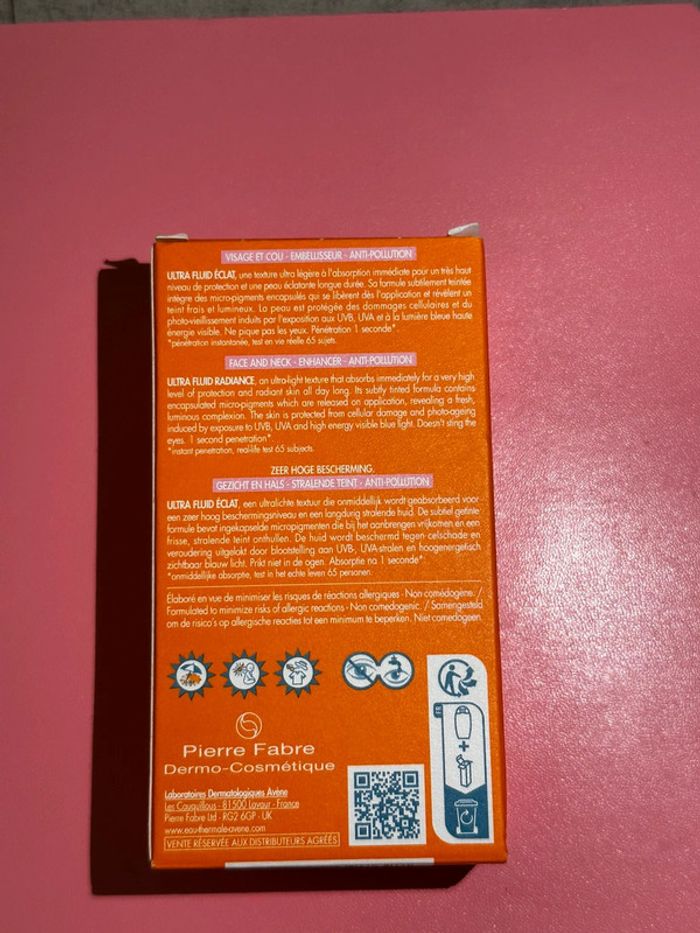 VISAGE ET COU - EMBELLISSEUR - ANTI-POLLUTION
ULTRA FLUID ÉCLAT, une texture ultra légère à l'absorption immédiate pour un très haut
niveau de protection et une peau éclatante longue durée. Sa formule subtilement teintée
intègre des micro-pigments encapsulés qui se libèrent dès l'application et révèlent un
teint frais et lumineux. La peau est protégée des dommages cellulaires et du
photo-vieillissement induits par l'exposition aux UVB, UVA et à la lumière bleue haute
énergie visible. Ne pique pas les yeux. Pénétration 1 seconde*.
*pénétration instantanée, test en vie réelle 65 sujets.
FACE AND NECK - ENHANCER - ANTI-POLLUTION
ULTRA FLUID RADIANCE, an ultra-light texture that absorbs immediately for a very high
level of protection and radiant skin all day long. Its subtly tinted formula contains
encapsulated micro-pigments which are released on application, revealing a fresh,
luminous complexion. The skin is protected from cellular damage and photo-ageing
induced by exposure to UVB, UVA and high energy visible blue light. Doesn't sting the
eyes. 1 second penetration*
*instant penetration, real-life test 65 subjects.
ZEER HOGE BESCHERMING.
GEZICHT EN HALS - STRALENDE TEINT - ANTI-POLLUTION
ULTRA FLUID ÉCLAT, een ultralichte textuur die onmiddellijk wordt geabsorbeerd voor
een zeer hoog beschermingsniveau en een langdurig stralende huid. De subtiel getinte
formule bevat ingekapselde micropigmenten die bij het aanbrengen vrijkomen en een
frisse, stralende teint onthullen. De huid wordt beschermd tegen celschade en
veroudering uitgelokt door blootstelling aan UVB-, UVA-stralen en hoogenergetisch
zichtbaar blauw licht. Prikt niet in de ogen. Absorptie na 1 seconde*
*onmiddellijke absorptie, test in het echte leven 65 personen.
Élaboré en vue de minimiser les risques de réactions allergiques - Non comédogène. /
Formulated to minimize risks of allergic reactions - Non comedogenic. / Samengesteld
om de risico's op allergische reacties tot een minimum te beperken. Niet comedogeen.
FR
Pierre Fabre
Dermo-Cosmétique
Laboratoires Dermatologiques Avène
Les Cauquillous - 81500 Lavaur - France
Pierre Fabre Ltd - RG2 6GP - UK
www.eau-thermale-avene.com
VENTE RÉSERVÉE AUX DISTRIBUTEURS AGRÉÉS